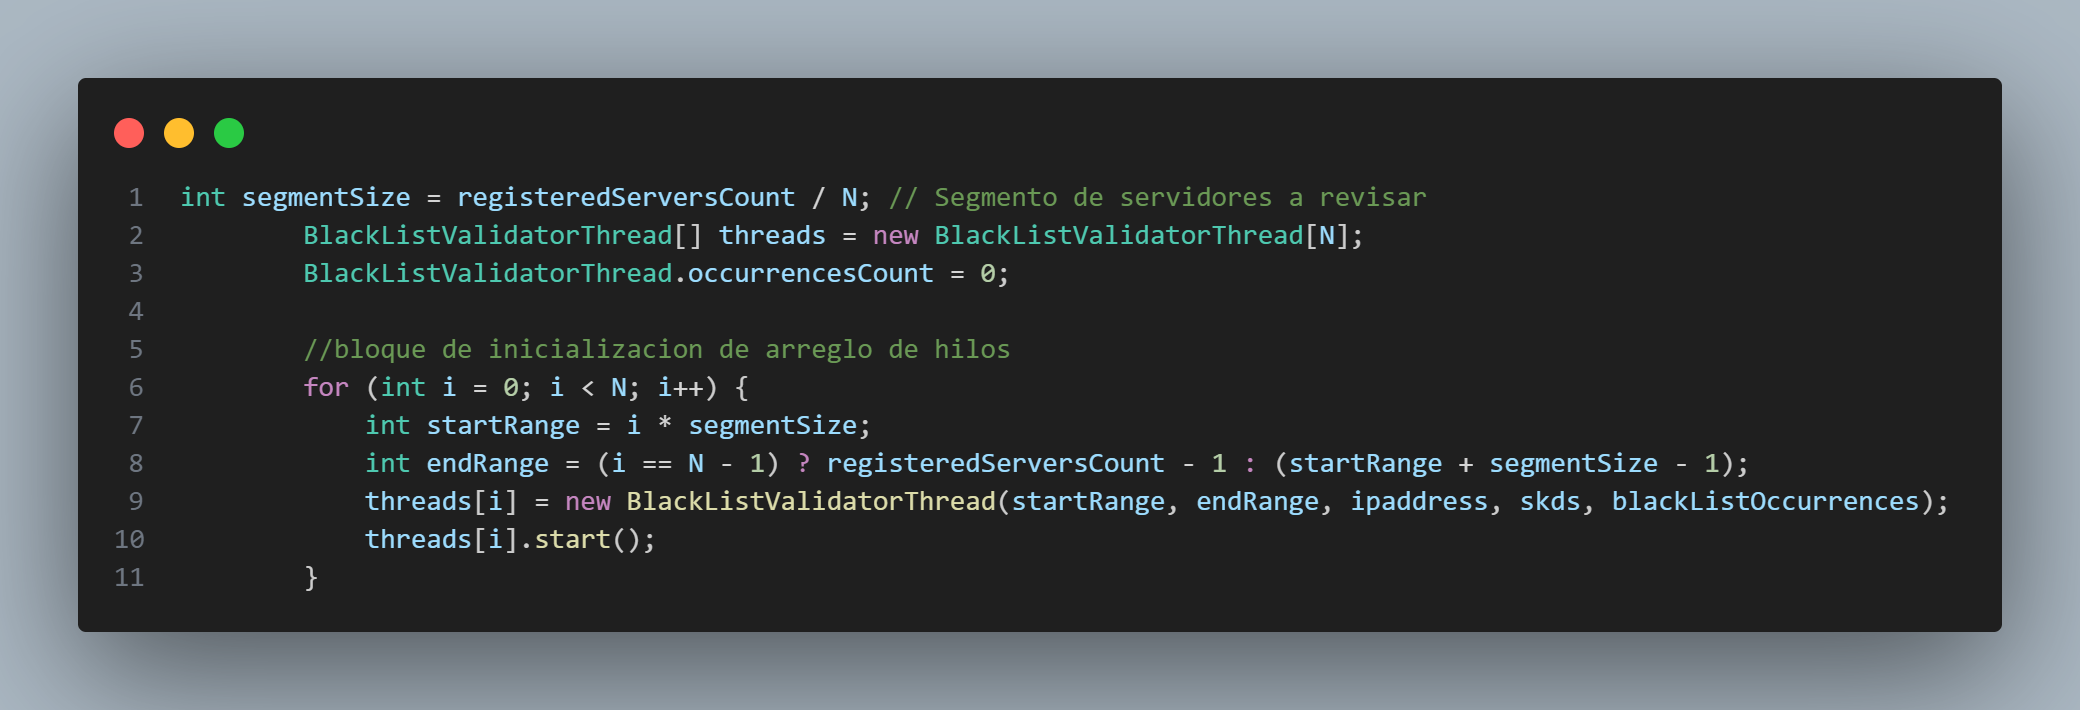 1 int segmentSize = registeredServersCount / N; // Segmento de servidores a revisar
2         BlackListValidatorThread[] threads = new BlackListValidatorThread[N];
3         BlackListValidatorThread.occurrencesCount = 0;
4
5         //bloque de inicializacion de arreglo de hilos
6         for (int i = 0; i < N; i++) {
7             int startRange = i * segmentSize;
8             int endRange = (i == N - 1) ? registeredServersCount - 1 : (startRange + segmentSize - 1);
9             threads[i] = new BlackListValidatorThread(startRange, endRange, ipaddress, skds, blackListOccurrences);
10             threads[i].start();
11         }